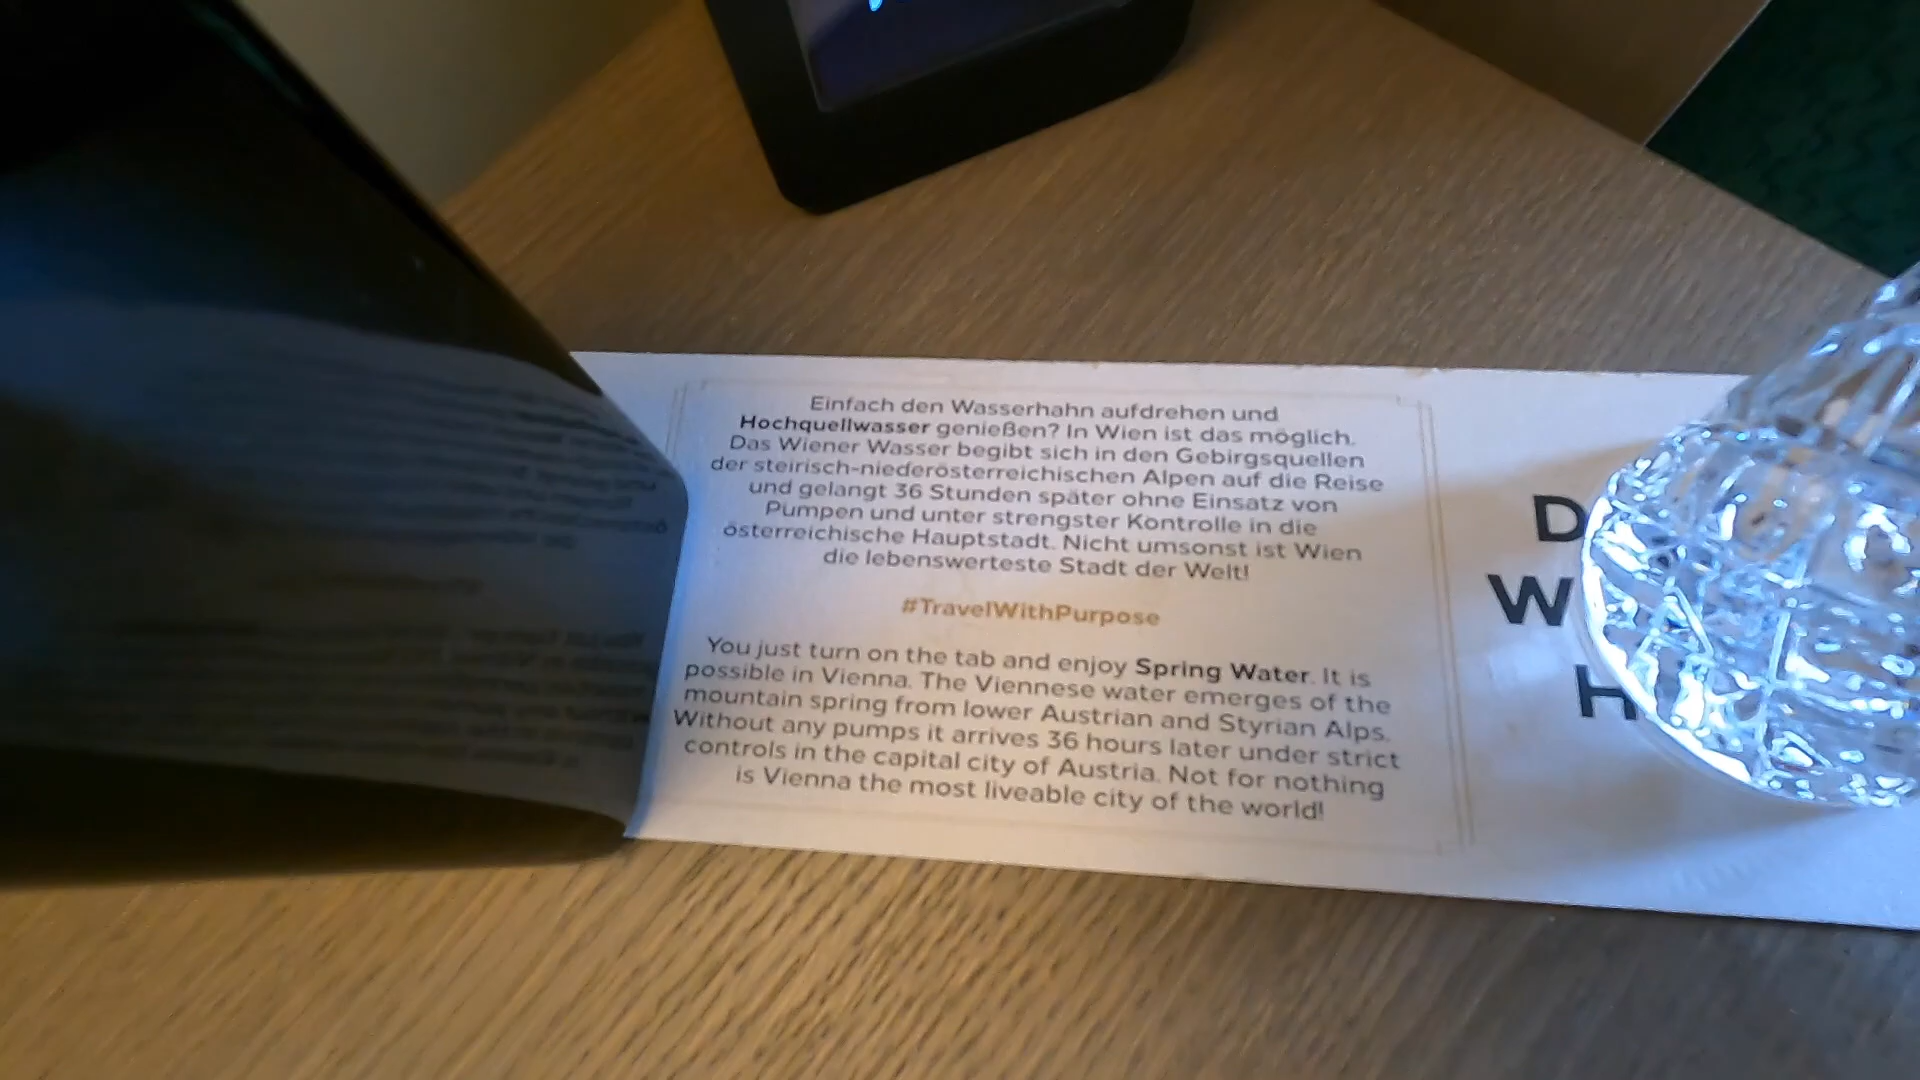 Einfach den Wasserhahn aufdrehen und
Hochquellwasser genießen? In Wien ist das möglich.
Das Wiener Wasser begibt sich in den Gebirgsquellen
der steirisch-niederösterreichischen Alpen auf die Reise
und gelangt 36 Stunden später ohne Einsatz von
Pumpen und unter strengster Kontrolle in die
österreichische Hauptstadt. Nicht umsonst ist Wien
die lebenswerteste Stadt der Welt!
#TravelWithPurpose
You just turn on the tab and enjoy Spring Water. It is
possible in Vienna. The Viennese water emerges of the
mountain spring from lower Austrian and Styrian Alps.
Without any pumps it arrives 36 hours later under strict
controls in the capital city of Austria. Not for nothing
is Vienna the most liveable city of the world!
D
W
H